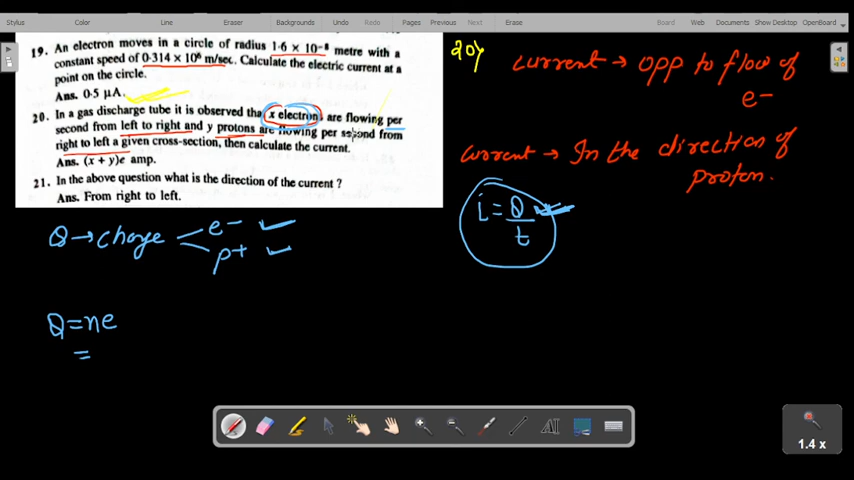 Stylus Color Line Eraser Backgrounds Undo Redo Pages Previous Next Erase Board Web Documents Show Desktop OpenBoard
19. An electron moves in a circle of radius 1·6 × 10⁻⁸ metre with a
constant speed of 0·314 × 10⁶ m/sec. Calculate the electric current at a
point on the circle.
Ans. 0·5 μA.
20. In a gas discharge tube it is observed tha x electron are flowing per
second from left to right and y protons are flowing per second from
right to left a given cross-section, then calculate the current.
Ans. (x + y)e amp.
21. In the above question what is the direction of the current ?
Ans. From right to left.
20y
current → opp to flow of
e-
current → In the direction of
proton.
i = Q
t
Q → charge e-
p+
Q = ne
=
1.4 x